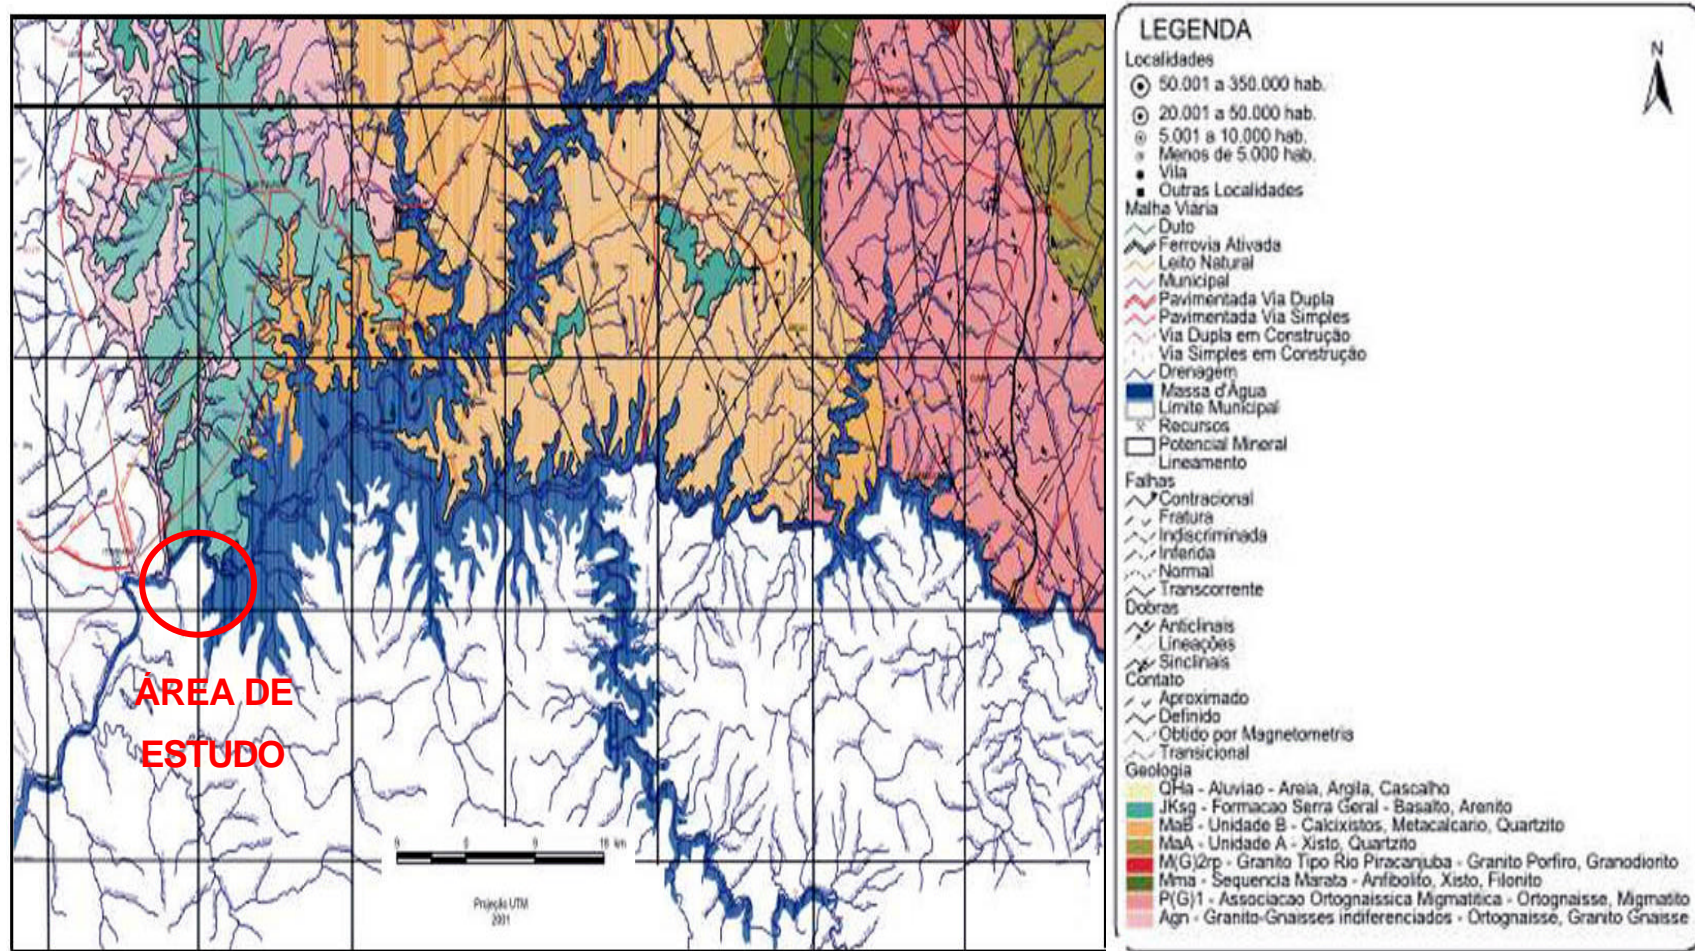 ÁREA DE
ESTUDO
18 km
Projeção UTM
2001
LEGENDA
N
Localidades
50.001 a 350.000 hab.
20.001 a 50.000 hab.
5.001 a 10.000 hab.
Menos de 5.000 hab.
Vila
Outras Localidades
Malha Viaria
Duto
Ferrovia Ativada
Leito Natural
Municipal
Pavimentada Via Dupla
Pavimentada Via Simples
Via Dupla em Construção
Via Simples em Construção
Drenagem
Massa d'Água
Limite Municipal
Recursos
Potencial Mineral
Lineamento
Falhas
Contracional
Fratura
Indiscriminada
Inferida
Normal
Transcorrente
Dobras
Anticlinais
Lineações
Sinclinais
Contato
Aproximado
Definido
Obtido por Magnetometria
Transicional
Geologia
QHa - Aluviao - Areia, Argila, Cascalho
JKsg - Formacao Serra Geral - Basalto, Arenito
MaB - Unidade B - Calcixistos, Metacalcario, Quartzito
MaA - Unidade A - Xisto, Quartzito
M(G)2rp - Granito Tipo Rio Piracanjuba - Granito Porfiro, Granodiorito
Mma - Sequencia Marata - Anfibolito, Xisto, Filonito
P(G)1 - Associacao Ortognaissica Migmatitica - Ortognaisse, Migmatito
Agn - Granito-Gnaisses indiferenciados - Ortognaisse, Granito Gnaisse